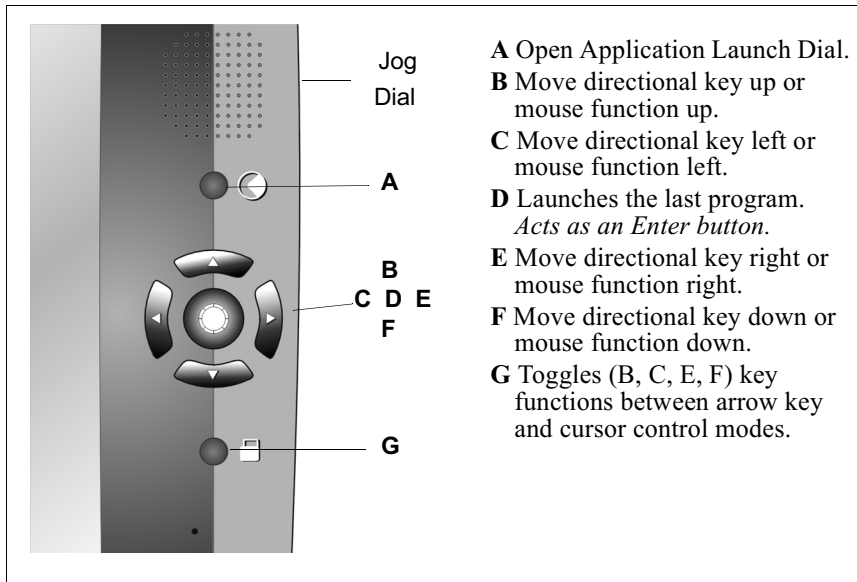 Jog
Dial
A
B
C D E
F
G
A Open Application Launch Dial.
B Move directional key up or
mouse function up.
C Move directional key left or
mouse function left.
D Launches the last program.
Acts as an Enter button.
E Move directional key right or
mouse function right.
F Move directional key down or
mouse function down.
G Toggles (B, C, E, F) key
functions between arrow key
and cursor control modes.